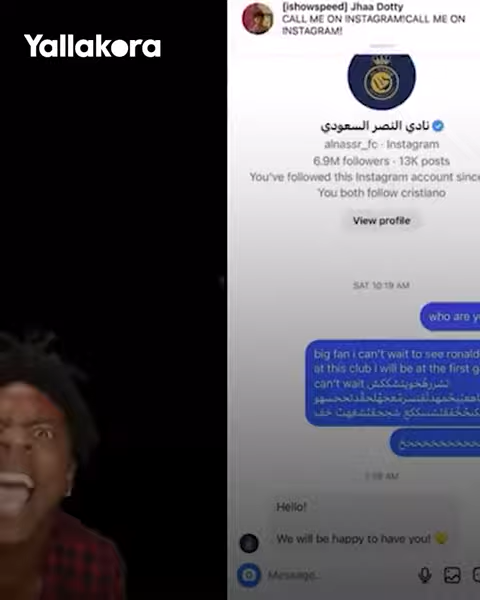 Yallakora
[ishowspeed] Jhaa Dotty
CALL ME ON INSTAGRAM!CALL ME ON
INSTAGRAM!
نادي النصر السعودي
alnassr_fc · Instagram
6.9M followers · 13K posts
You've followed this Instagram account since
You both follow cristiano
View profile
SAT 10:19 AM
who are
big fan i can't wait to see
at this club i will be at the first
can't wait
Hello!
We will be happy to have you!
Message...